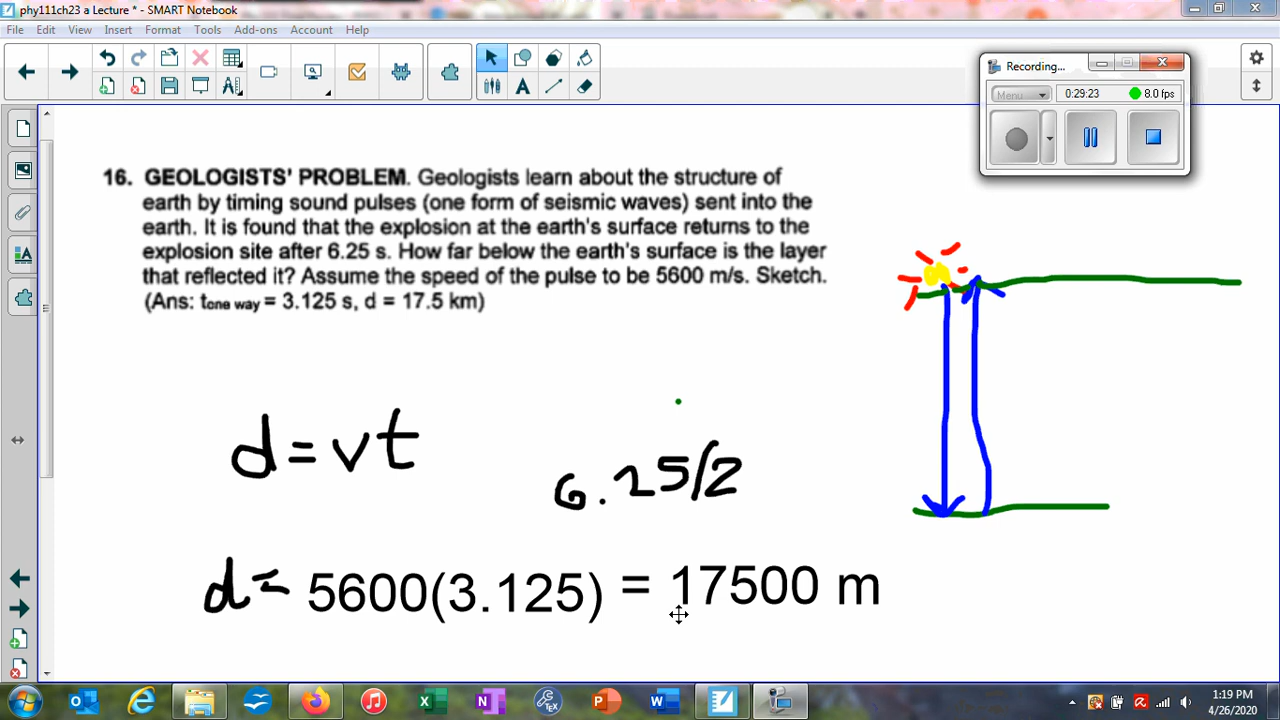 phy111ch23 a Lecture * - SMART Notebook
File Edit View Insert Format Tools Add-ons Account Help
Recording...
Menu 0:29:23 8.0 fps
16. GEOLOGISTS' PROBLEM. Geologists learn about the structure of
earth by timing sound pulses (one form of seismic waves) sent into the
earth. It is found that the explosion at the earth's surface returns to the
explosion site after 6.25 s. How far below the earth's surface is the layer
that reflected it? Assume the speed of the pulse to be 5600 m/s. Sketch.
(Ans: tone way = 3.125 s, d = 17.5 km)
d=vt
6.25/2
d= 5600(3.125) = 17500 m
1:19 PM
4/26/2020